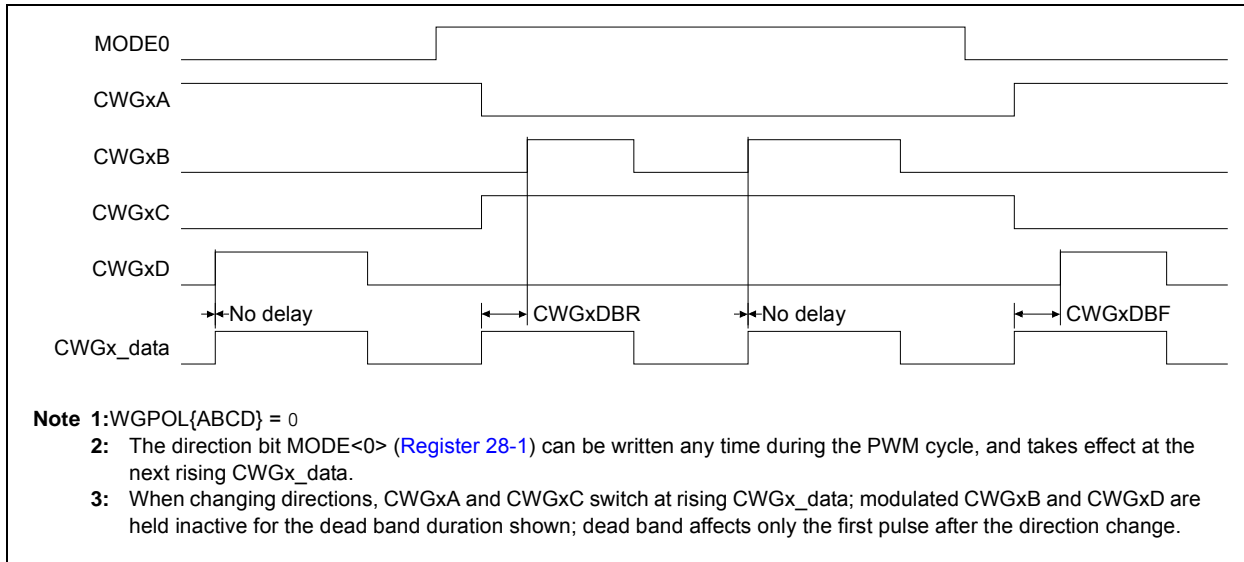 MODE0
CWGxA
CWGxB
CWGxC
CWGxD
No delay CWGxDBR No delay CWGxDBF
CWGx_data
Note 1:WGPOL{ABCD} = 0
2: The direction bit MODE<0> (Register 28-1) can be written any time during the PWM cycle, and takes effect at the
next rising CWGx_data.
3: When changing directions, CWGxA and CWGxC switch at rising CWGx_data; modulated CWGxB and CWGxD are
held inactive for the dead band duration shown; dead band affects only the first pulse after the direction change.